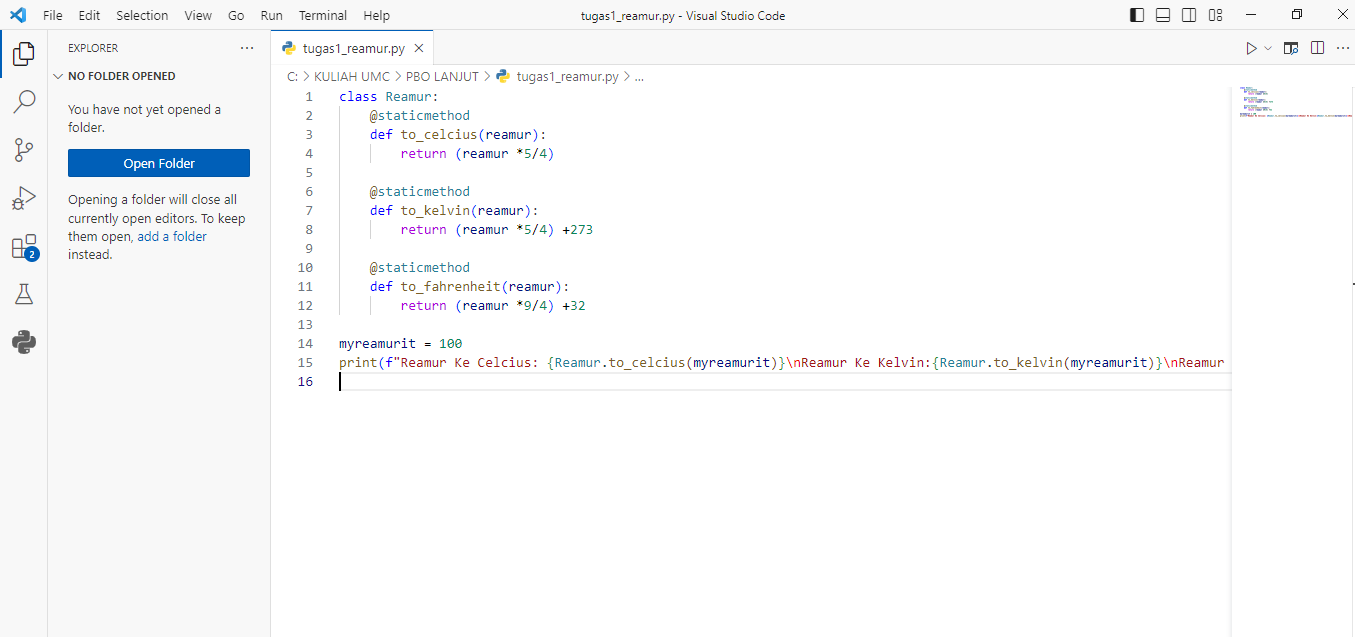 File Edit Selection View Go Run Terminal Help
tugas1_reamur.py - Visual Studio Code
EXPLORER
NO FOLDER OPENED
You have not yet opened a
folder.
Open Folder
Opening a folder will close all
currently open editors. To keep
them open, add a folder
instead.
2
tugas1_reamur.py
C: > KULIAH UMC > PBO LANJUT > tugas1_reamur.py > ...
1 class Reamur:
2     @staticmethod
3     def to_celcius(reamur):
4         return (reamur *5/4)
5
6     @staticmethod
7     def to_kelvin(reamur):
8         return (reamur *5/4) +273
9
10     @staticmethod
11     def to_fahrenheit(reamur):
12         return (reamur *9/4) +32
13
14 myreamurit = 100
15 print(f"Reamur Ke Celcius: {Reamur.to_celcius(myreamurit)}\nReamur Ke Kelvin:{Reamur.to_kelvin(myreamurit)}\nReamur
16